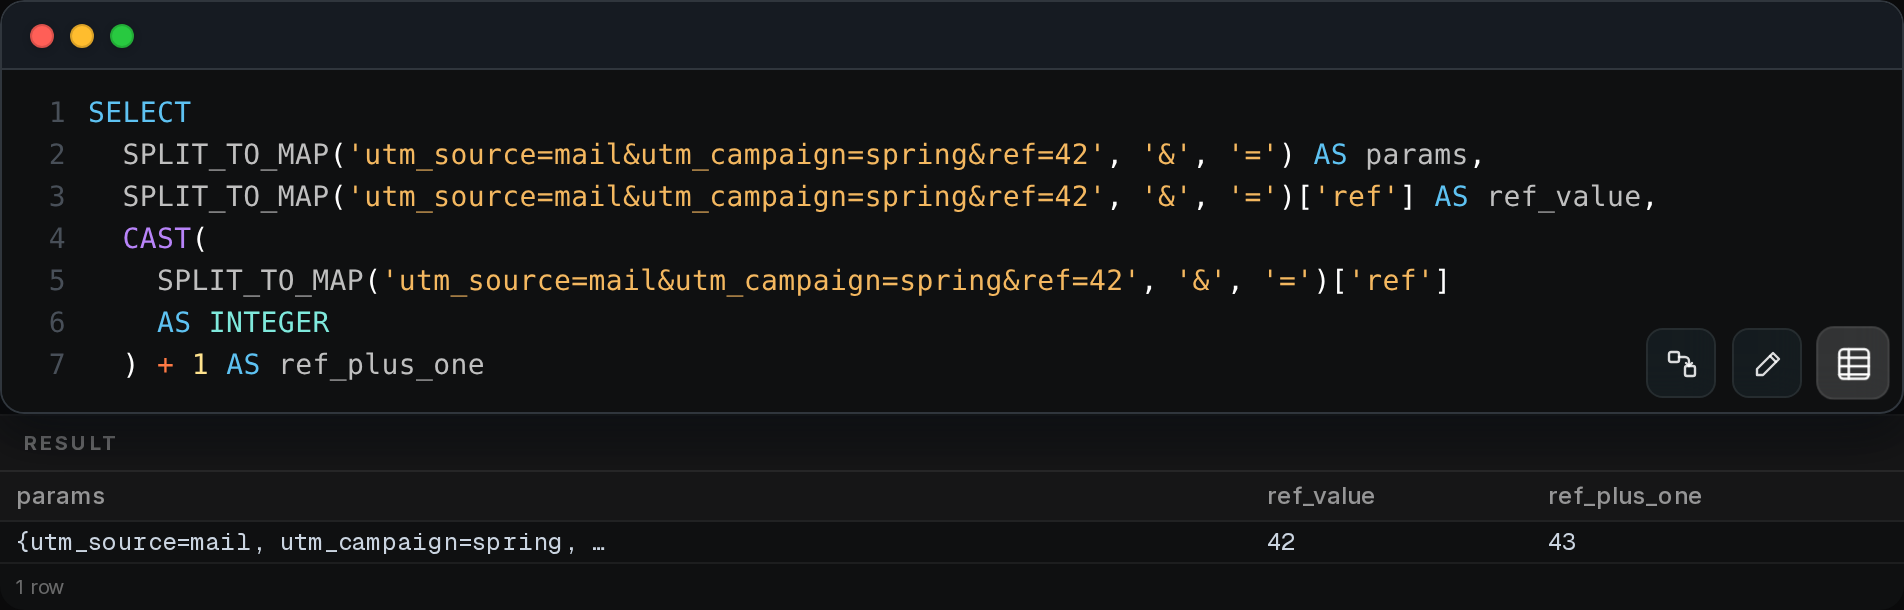 1 SELECT
2 SPLIT_TO_MAP('utm_source=mail&utm_campaign=spring&ref=42', '&', '=') AS params,
3 SPLIT_TO_MAP('utm_source=mail&utm_campaign=spring&ref=42', '&', '=')['ref'] AS ref_value,
4 CAST(
5 SPLIT_TO_MAP('utm_source=mail&utm_campaign=spring&ref=42', '&', '=')['ref']
6 AS INTEGER
7 ) + 1 AS ref_plus_one
RESULT
params ref_value ref_plus_one
{utm_source=mail, utm_campaign=spring, … 42 43
1 row